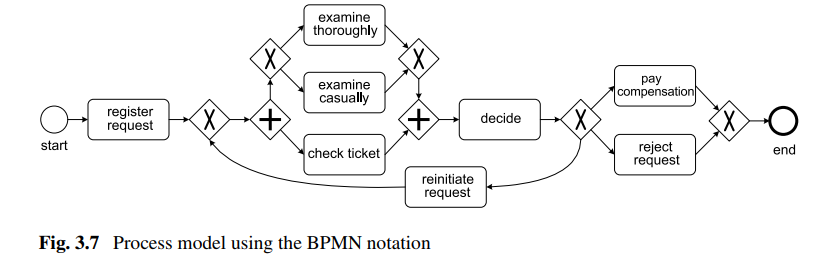 examine
thoroughly
examine
casually
register
request
start
check ticket
decide
pay
compensation
reject
request
end
reinitiate
request
Fig. 3.7 Process model using the BPMN notation